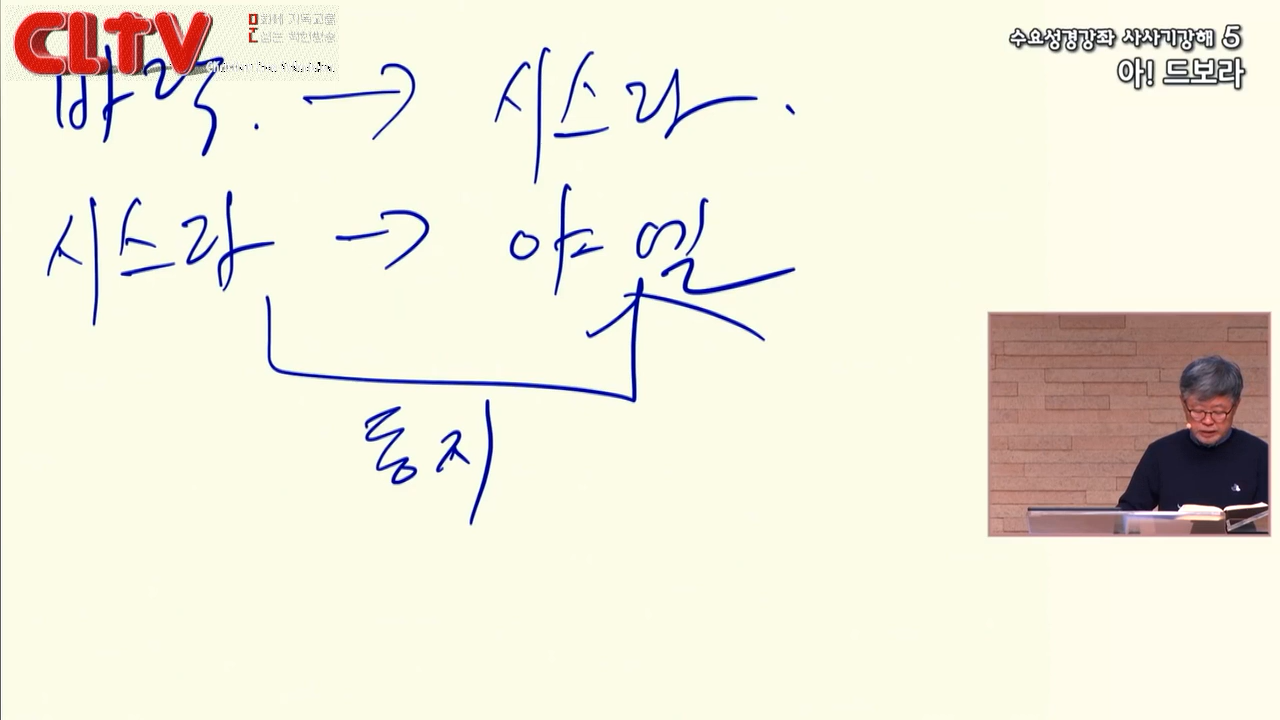 CLTV
수요성경강좌 사사기강해 5
아! 드보라
바락. → 시스라.
시스라 → 야엘
동지